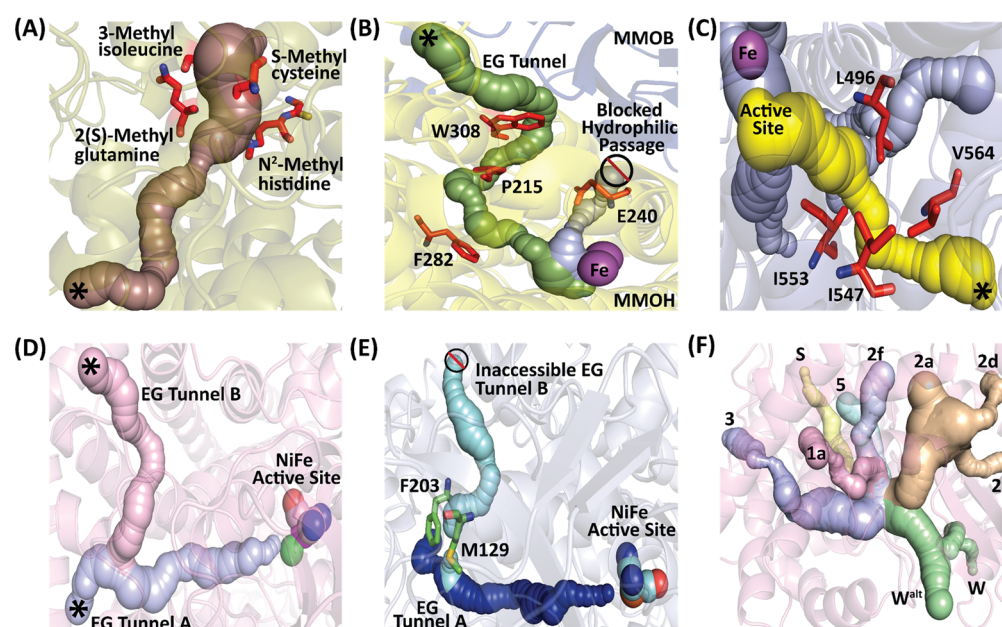 (A)
3-Methyl
isoleucine
S-Methyl
cysteine
2(S)-Methyl
glutamine
N²-Methyl
histidine
*
(B)
*
MMOB
EG Tunnel
W308
Blocked
Hydrophilic
Passage
P215
E240
F282
Fe
MMOH
(C)
Fe
L496
Active
Site
V564
I553
I547
*
(D)
*
EG Tunnel B
NiFe
Active Site
*
EG Tunnel A
(E)
Inaccessible EG
Tunnel B
F203
NiFe
Active Site
M129
EG
Tunnel A
(F)
S
2f
2a
2d
5
3
1a
2
W
Wᵃˡᵗ